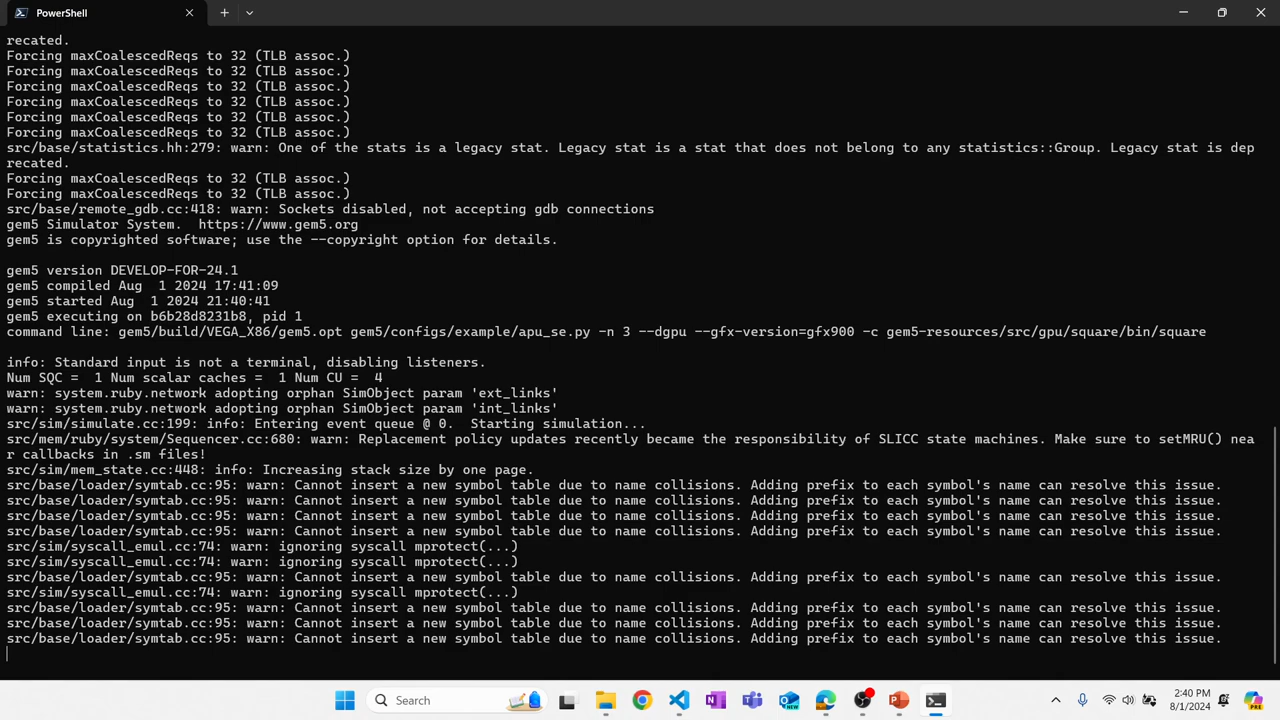 PowerShell
recated.
Forcing maxCoalescedReqs to 32 (TLB assoc.)
Forcing maxCoalescedReqs to 32 (TLB assoc.)
Forcing maxCoalescedReqs to 32 (TLB assoc.)
Forcing maxCoalescedReqs to 32 (TLB assoc.)
Forcing maxCoalescedReqs to 32 (TLB assoc.)
Forcing maxCoalescedReqs to 32 (TLB assoc.)
src/base/statistics.hh:279: warn: One of the stats is a legacy stat. Legacy stat is a stat that does not belong to any statistics::Group. Legacy stat is dep
recated.
Forcing maxCoalescedReqs to 32 (TLB assoc.)
Forcing maxCoalescedReqs to 32 (TLB assoc.)
src/base/remote_gdb.cc:418: warn: Sockets disabled, not accepting gdb connections
gem5 Simulator System.  https://www.gem5.org
gem5 is copyrighted software; use the --copyright option for details.
gem5 version DEVELOP-FOR-24.1
gem5 compiled Aug  1 2024 17:41:09
gem5 started Aug  1 2024 21:40:41
gem5 executing on b6b28d8231b8, pid 1
command line: gem5/build/VEGA_X86/gem5.opt gem5/configs/example/apu_se.py -n 3 --dgpu --gfx-version=gfx900 -c gem5-resources/src/gpu/square/bin/square
info: Standard input is not a terminal, disabling listeners.
Num SQC =  1 Num scalar caches =  1 Num CU =  4
warn: system.ruby.network adopting orphan SimObject param 'ext_links'
warn: system.ruby.network adopting orphan SimObject param 'int_links'
src/sim/simulate.cc:199: info: Entering event queue @ 0.  Starting simulation...
src/mem/ruby/system/Sequencer.cc:680: warn: Replacement policy updates recently became the responsibility of SLICC state machines. Make sure to setMRU() nea
r callbacks in .sm files!
src/sim/mem_state.cc:448: info: Increasing stack size by one page.
src/base/loader/symtab.cc:95: warn: Cannot insert a new symbol table due to name collisions. Adding prefix to each symbol's name can resolve this issue.
src/base/loader/symtab.cc:95: warn: Cannot insert a new symbol table due to name collisions. Adding prefix to each symbol's name can resolve this issue.
src/base/loader/symtab.cc:95: warn: Cannot insert a new symbol table due to name collisions. Adding prefix to each symbol's name can resolve this issue.
src/base/loader/symtab.cc:95: warn: Cannot insert a new symbol table due to name collisions. Adding prefix to each symbol's name can resolve this issue.
src/sim/syscall_emul.cc:74: warn: ignoring syscall mprotect(...)
src/sim/syscall_emul.cc:74: warn: ignoring syscall mprotect(...)
src/base/loader/symtab.cc:95: warn: Cannot insert a new symbol table due to name collisions. Adding prefix to each symbol's name can resolve this issue.
src/sim/syscall_emul.cc:74: warn: ignoring syscall mprotect(...)
src/base/loader/symtab.cc:95: warn: Cannot insert a new symbol table due to name collisions. Adding prefix to each symbol's name can resolve this issue.
src/base/loader/symtab.cc:95: warn: Cannot insert a new symbol table due to name collisions. Adding prefix to each symbol's name can resolve this issue.
src/base/loader/symtab.cc:95: warn: Cannot insert a new symbol table due to name collisions. Adding prefix to each symbol's name can resolve this issue.
Search
2:40 PM
8/1/2024